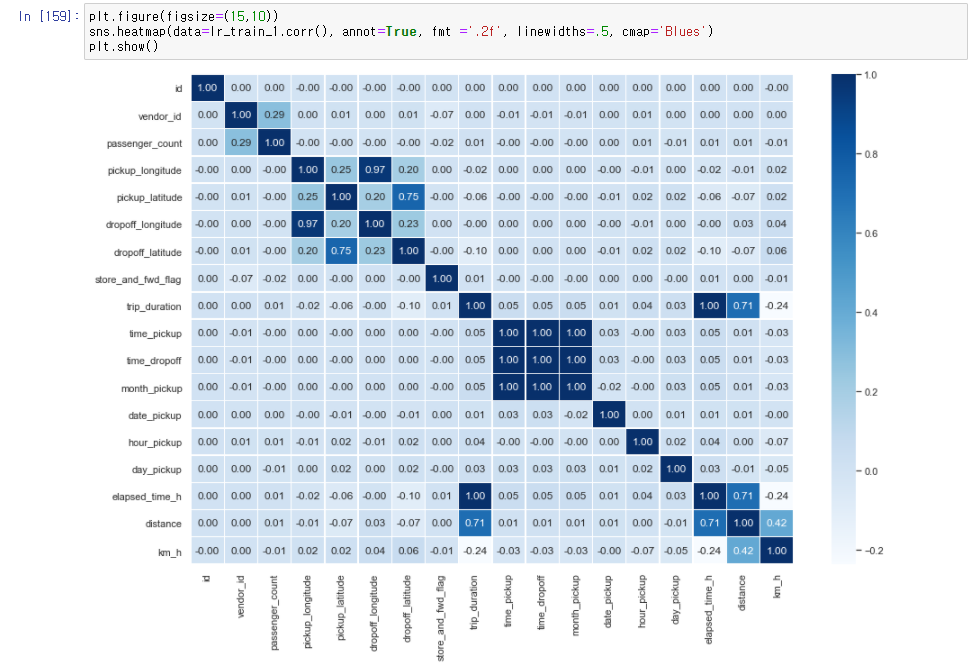 In [159]:
plt.figure(figsize=(15,10))
sns.heatmap(data=lr_train_1.corr(), annot=True, fmt ='.2f', linewidths=.5, cmap='Blues')
plt.show()
id 1.00 0.00 0.00 -0.00 -0.00 -0.00 -0.00 0.00 0.00 0.00 0.00 0.00 0.00 0.00 0.00 0.00 0.00 -0.00
vendor_id 0.00 1.00 0.29 0.00 0.01 0.00 0.01 -0.07 0.00 -0.01 -0.01 -0.01 0.00 0.01 0.00 0.00 0.00 0.00
passenger_count 0.00 0.29 1.00 -0.00 -0.00 -0.00 -0.00 -0.02 0.01 -0.00 -0.00 -0.00 0.00 0.01 -0.01 0.01 0.01 -0.01
pickup_longitude -0.00 0.00 -0.00 1.00 0.25 0.97 0.20 0.00 -0.02 0.00 0.00 0.00 -0.00 -0.01 0.00 -0.02 -0.01 0.02
pickup_latitude -0.00 0.01 -0.00 0.25 1.00 0.20 0.75 -0.00 -0.06 -0.00 -0.00 -0.00 -0.01 0.02 0.02 -0.06 -0.07 0.02
dropoff_longitude -0.00 0.00 -0.00 0.97 0.20 1.00 0.23 0.00 -0.00 0.00 0.00 0.00 -0.00 -0.01 0.00 -0.00 0.03 0.04
dropoff_latitude -0.00 0.01 -0.00 0.20 0.75 0.23 1.00 -0.00 -0.10 0.00 0.00 0.00 -0.01 0.02 0.02 -0.10 -0.07 0.06
store_and_fwd_flag 0.00 -0.07 -0.02 0.00 -0.00 0.00 -0.00 1.00 0.01 -0.00 -0.00 -0.00 0.00 0.00 -0.00 0.01 0.00 -0.01
trip_duration 0.00 0.00 0.01 -0.02 -0.06 -0.00 -0.10 0.01 1.00 0.05 0.05 0.05 0.01 0.04 0.03 1.00 0.71 -0.24
time_pickup 0.00 -0.01 -0.00 0.00 -0.00 0.00 0.00 -0.00 0.05 1.00 1.00 1.00 0.03 -0.00 0.03 0.05 0.01 -0.03
time_dropoff 0.00 -0.01 -0.00 0.00 -0.00 0.00 0.00 -0.00 0.05 1.00 1.00 1.00 0.03 -0.00 0.03 0.05 0.01 -0.03
month_pickup 0.00 -0.01 -0.00 0.00 -0.00 0.00 0.00 -0.00 0.05 1.00 1.00 1.00 -0.02 -0.00 0.03 0.05 0.01 -0.03
date_pickup 0.00 0.00 0.00 -0.00 -0.01 -0.00 -0.01 0.00 0.01 0.03 0.03 -0.02 1.00 0.00 0.01 0.01 0.01 -0.00
hour_pickup 0.00 0.01 0.01 -0.01 0.02 -0.01 0.02 0.00 0.04 -0.00 -0.00 -0.00 0.00 1.00 0.02 0.04 0.00 -0.07
day_pickup 0.00 0.00 -0.01 0.00 0.02 0.00 0.02 -0.00 0.03 0.03 0.03 0.03 0.01 0.02 1.00 0.03 -0.01 -0.05
elapsed_time_h 0.00 0.00 0.01 -0.02 -0.06 -0.00 -0.10 0.01 1.00 0.05 0.05 0.05 0.01 0.04 0.03 1.00 0.71 -0.24
distance 0.00 0.00 0.01 -0.01 -0.07 0.03 -0.07 0.00 0.71 0.01 0.01 0.01 0.01 0.00 -0.01 0.71 1.00 0.42
km_h -0.00 0.00 -0.01 0.02 0.02 0.04 0.06 -0.01 -0.24 -0.03 -0.03 -0.03 -0.00 -0.07 -0.05 -0.24 0.42 1.00
id
vendor_id
passenger_count
pickup_longitude
pickup_latitude
dropoff_longitude
dropoff_latitude
store_and_fwd_flag
trip_duration
time_pickup
time_dropoff
month_pickup
date_pickup
hour_pickup
day_pickup
elapsed_time_h
distance
km_h
1.0
0.8
0.6
0.4
0.2
0.0
-0.2